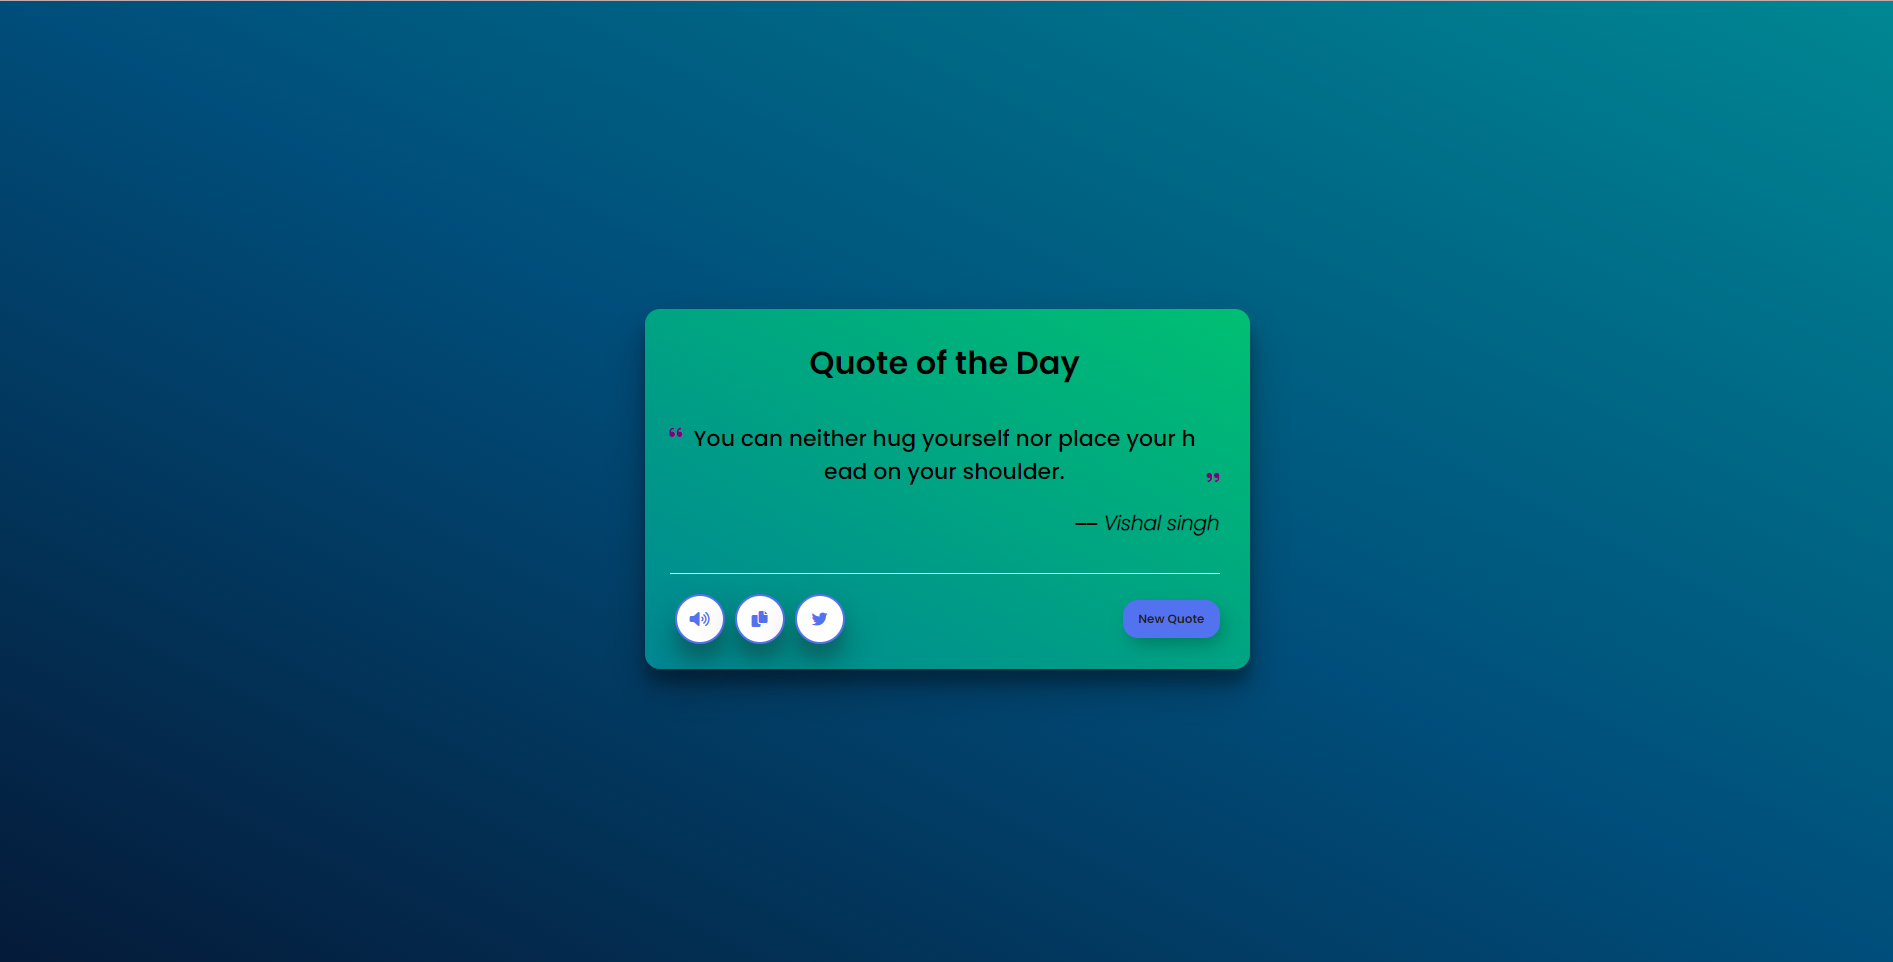 Quote of the Day
“ You can neither hug yourself nor place your h
ead on your shoulder. ”
— Vishal singh
New Quote